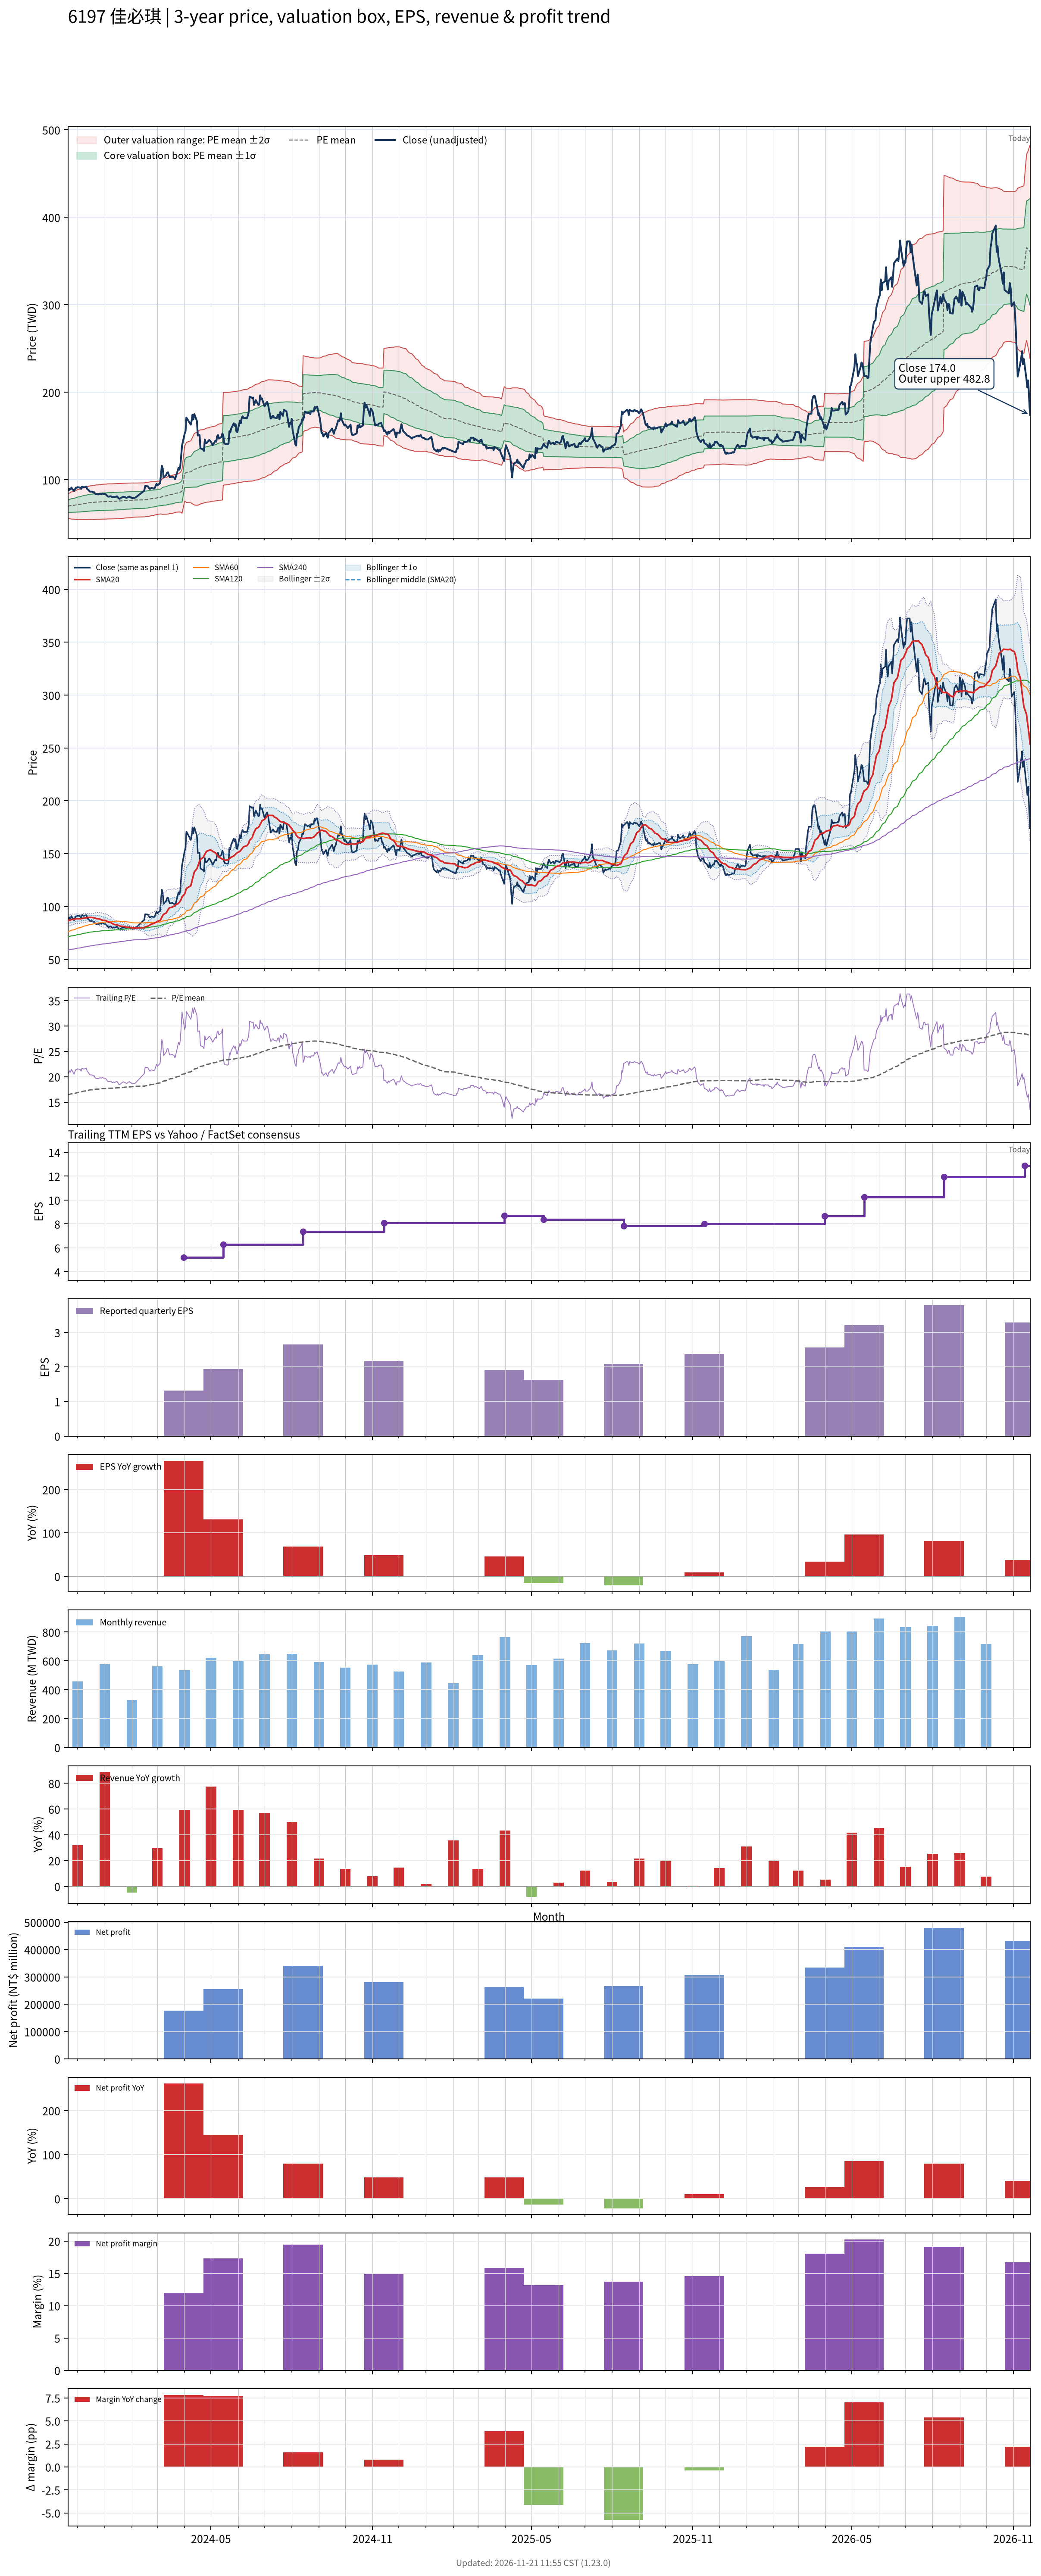 6197 佳必琪 | 3-year price, valuation box, EPS, revenue & profit trend
Outer valuation range: PE mean ±2σ
Core valuation box: PE mean ±1σ
PE mean
Close (unadjusted)
Today
500
400
300
200
100
Price (TWD)
Close 174.0
Outer upper 482.8
Close (same as panel 1)
SMA20
SMA60
SMA120
SMA240
Bollinger ±2σ
Bollinger ±1σ
Bollinger middle (SMA20)
400
350
300
250
200
150
100
50
Price
Trailing P/E
P/E mean
35
30
25
20
15
P/E
Trailing TTM EPS vs Yahoo / FactSet consensus
Today
14
12
10
8
6
4
EPS
Reported quarterly EPS
3
2
1
0
EPS
EPS YoY growth
200
100
0
YoY (%)
Monthly revenue
800
600
400
200
0
Revenue (M TWD)
Revenue YoY growth
80
60
40
20
0
YoY (%)
Month
Net profit
500000
400000
300000
200000
100000
0
Net profit (NT$ million)
Net profit YoY
200
100
0
YoY (%)
Net profit margin
20
15
10
5
0
Margin (%)
Margin YoY change
7.5
5.0
2.5
0.0
-2.5
-5.0
Δ margin (pp)
2024-05
2024-11
2025-05
2025-11
2026-05
2026-11
Updated: 2026-11-21 11:55 CST (1.23.0)